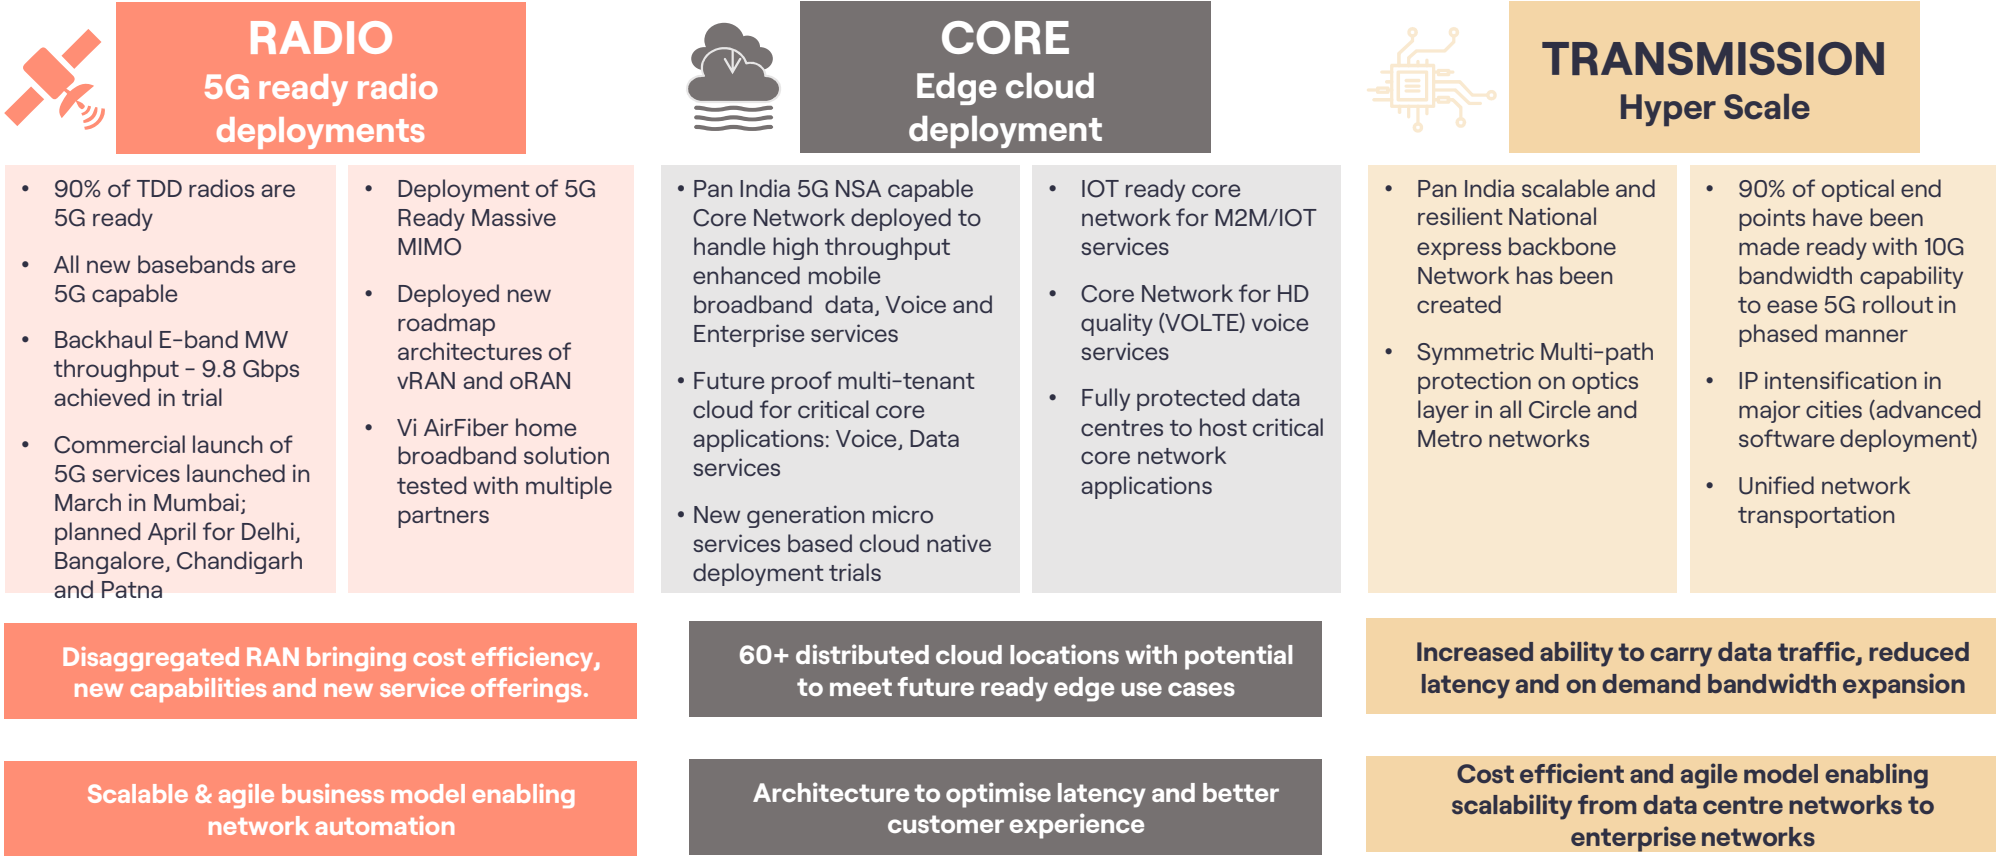 RADIO
5G ready radio
deployments
• 90% of TDD radios are
5G ready
• All new basebands are
5G capable
• Backhaul E-band MW
throughput - 9.8 Gbps
achieved in trial
• Commercial launch of
5G services launched in
March in Mumbai;
planned April for Delhi,
Bangalore, Chandigarh
and Patna
• Deployment of 5G
Ready Massive
MIMO
• Deployed new
roadmap
architectures of
vRAN and oRAN
• Vi AirFiber home
broadband solution
tested with multiple
partners
Disaggregated RAN bringing cost efficiency,
new capabilities and new service offerings.
Scalable & agile business model enabling
network automation
CORE
Edge cloud
deployment
• Pan India 5G NSA capable
Core Network deployed to
handle high throughput
enhanced mobile
broadband data, Voice and
Enterprise services
• Future proof multi-tenant
cloud for critical core
applications: Voice, Data
services
• New generation micro
services based cloud native
deployment trials
• IOT ready core
network for M2M/IOT
services
• Core Network for HD
quality (VOLTE) voice
services
• Fully protected data
centres to host critical
core network
applications
60+ distributed cloud locations with potential
to meet future ready edge use cases
Architecture to optimise latency and better
customer experience
TRANSMISSION
Hyper Scale
• Pan India scalable and
resilient National
express backbone
Network has been
created
• Symmetric Multi-path
protection on optics
layer in all Circle and
Metro networks
• 90% of optical end
points have been
made ready with 10G
bandwidth capability
to ease 5G rollout in
phased manner
• IP intensification in
major cities (advanced
software deployment)
• Unified network
transportation
Increased ability to carry data traffic, reduced
latency and on demand bandwidth expansion
Cost efficient and agile model enabling
scalability from data centre networks to
enterprise networks